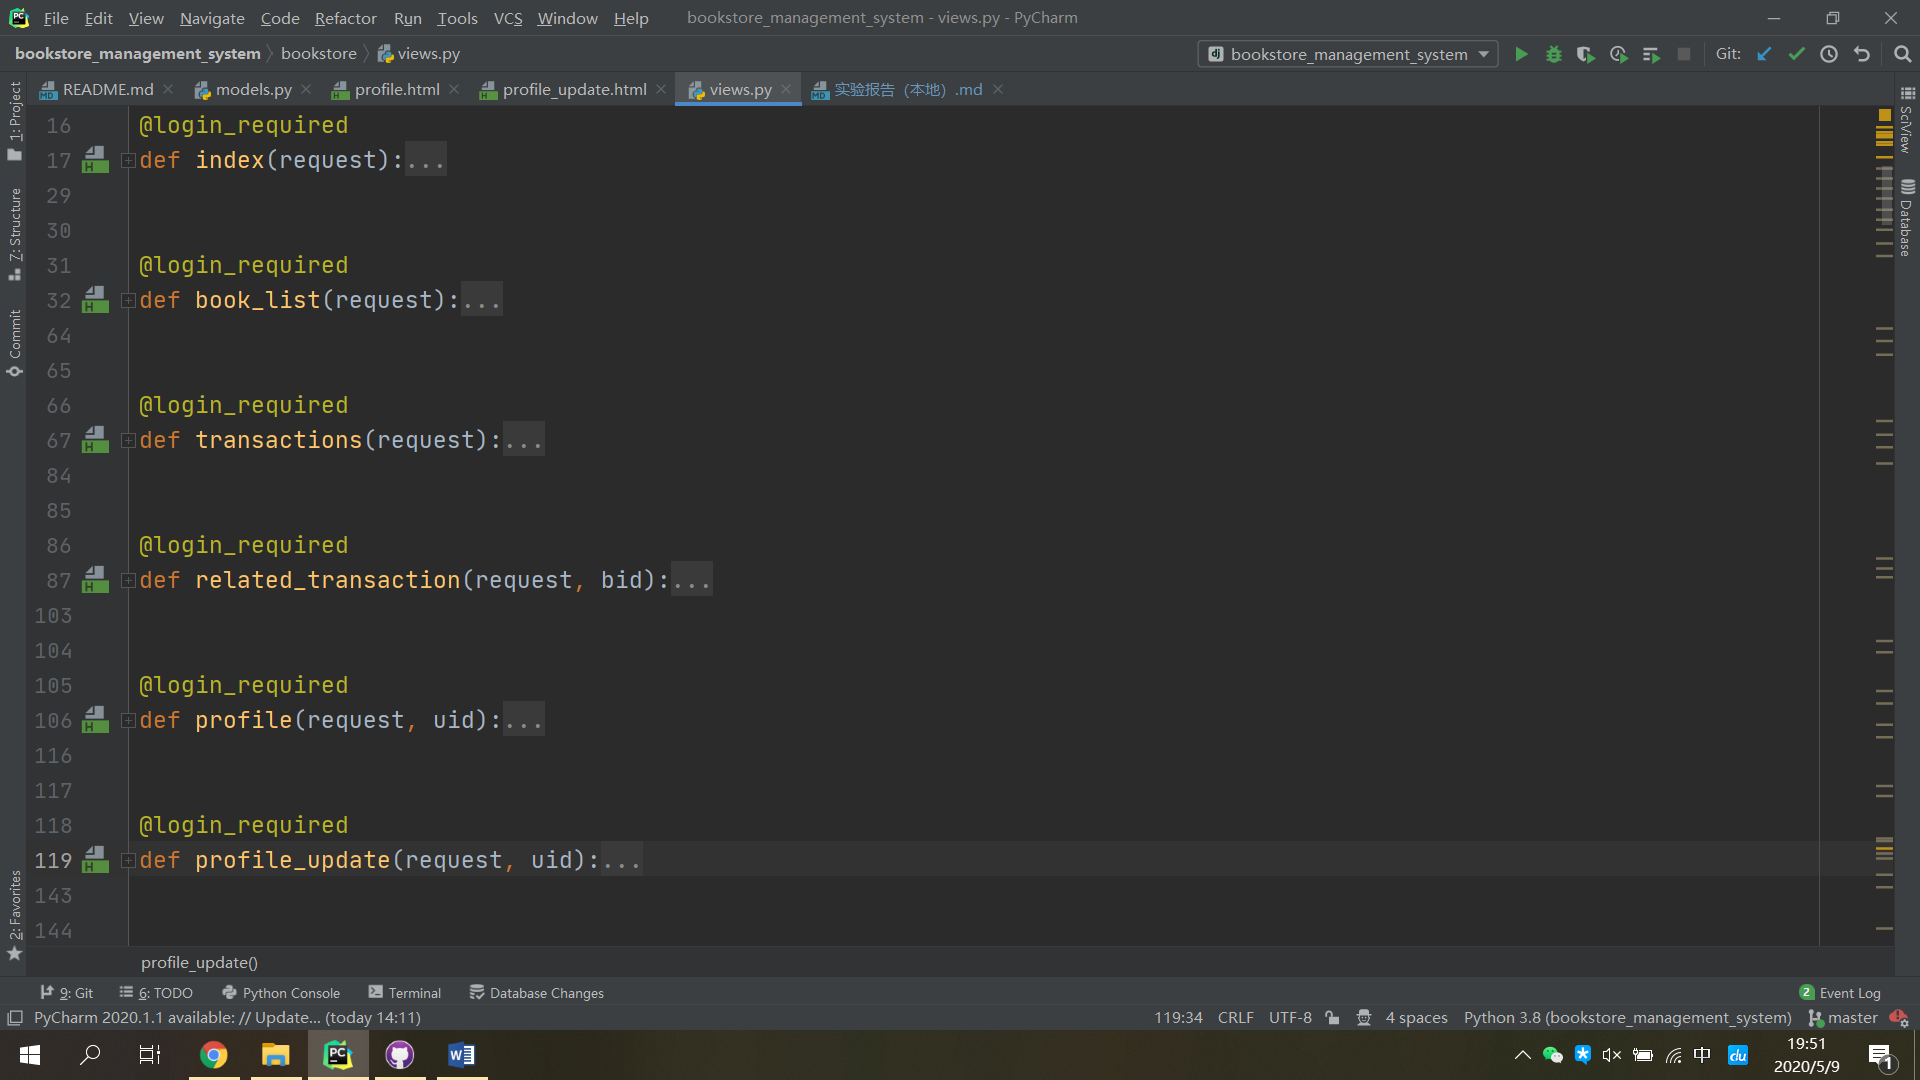 File Edit View Navigate Code Refactor Run Tools VCS Window Help bookstore_management_system - views.py - PyCharm
bookstore_management_system bookstore views.py bookstore_management_system Git:
README.md models.py profile.html profile_update.html views.py 实验报告（本地）.md
1: Project
7: Structure
Commit
2: Favorites
SciView
Database
16 @login_required
17 def index(request):...
29
30
31 @login_required
32 def book_list(request):...
64
65
66 @login_required
67 def transactions(request):...
84
85
86 @login_required
87 def related_transaction(request, bid):...
103
104
105 @login_required
106 def profile(request, uid):...
116
117
118 @login_required
119 def profile_update(request, uid):...
143
144
profile_update()
9: Git 6: TODO Python Console Terminal Database Changes 2 Event Log
PyCharm 2020.1.1 available: // Update... (today 14:11) 119:34 CRLF UTF-8 4 spaces Python 3.8 (bookstore_management_system) master
中 du 19:51
2020/5/9 1